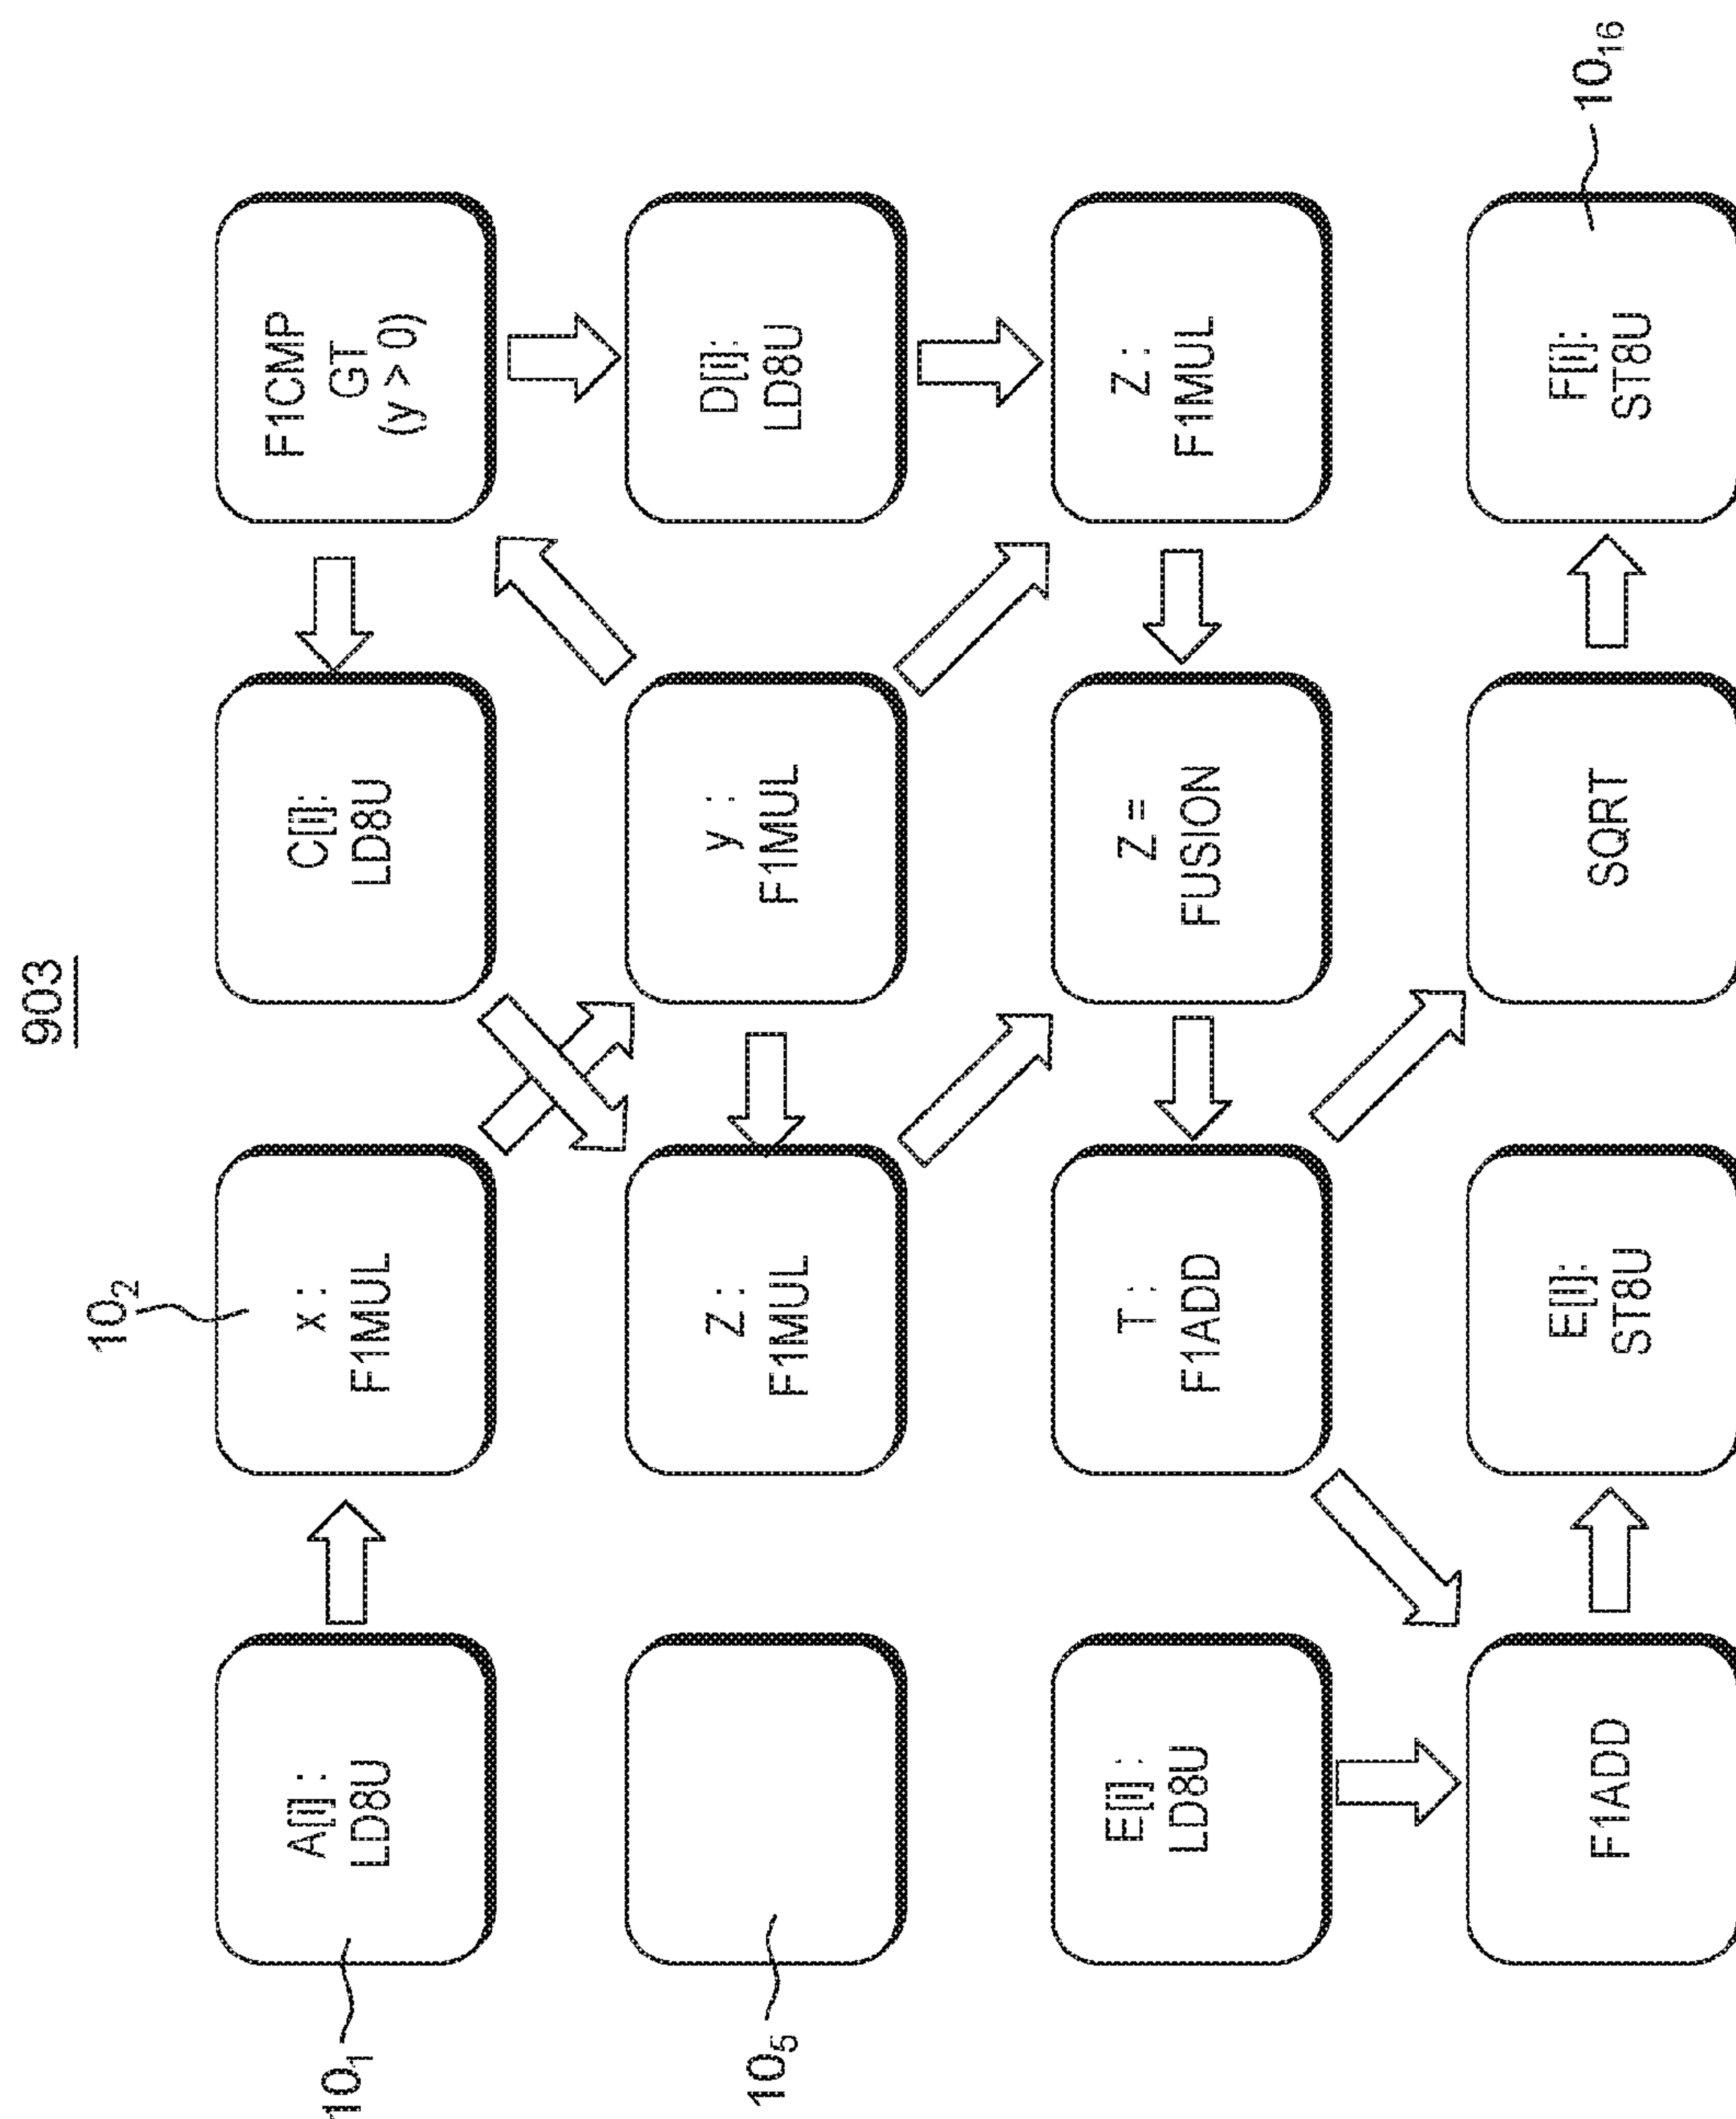 903
10₂
10₁
A[i] :
LD8U
x :
F1MUL
C[i]:
LD8U
F1CMP
GT
(y > 0)
10₅
Z :
F1MUL
y :
F1MUL
D[i]:
LD8U
E[i] :
LD8U
T :
F1ADD
Z =
FUSION
Z :
F1MUL
F1ADD
E[i]:
ST8U
SQRT
F[i]:
ST8U
10₁₆